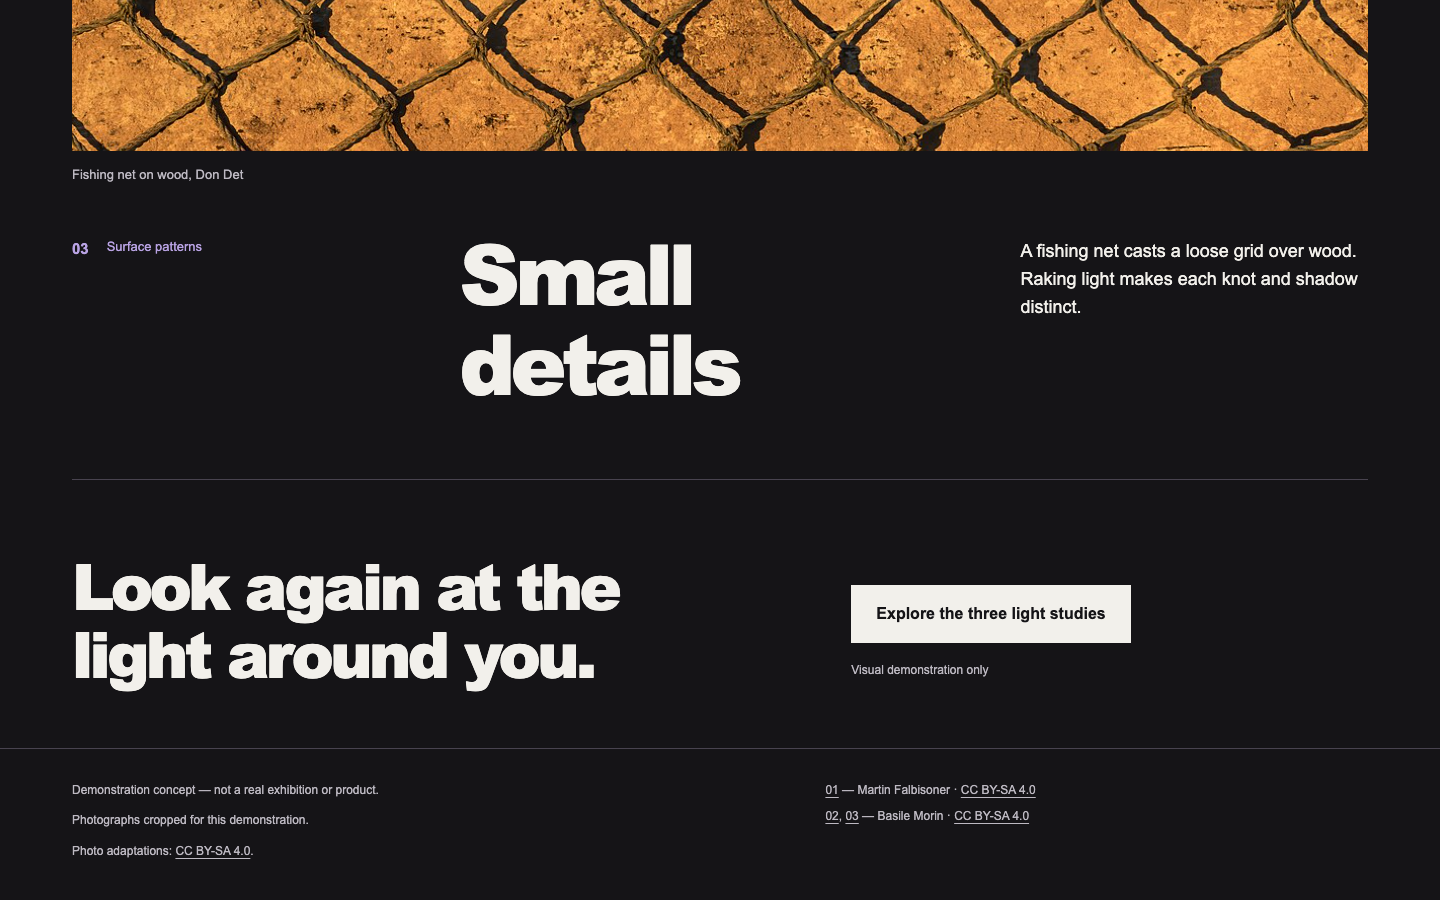 Fishing net on wood, Don Det
03 Surface patterns
Small
details
A fishing net casts a loose grid over wood.
Raking light makes each knot and shadow
distinct.
Look again at the
light around you.
Explore the three light studies
Visual demonstration only
Demonstration concept — not a real exhibition or product.
Photographs cropped for this demonstration.
Photo adaptations: CC BY-SA 4.0.
01 — Martin Falbisoner · CC BY-SA 4.0
02, 03 — Basile Morin · CC BY-SA 4.0